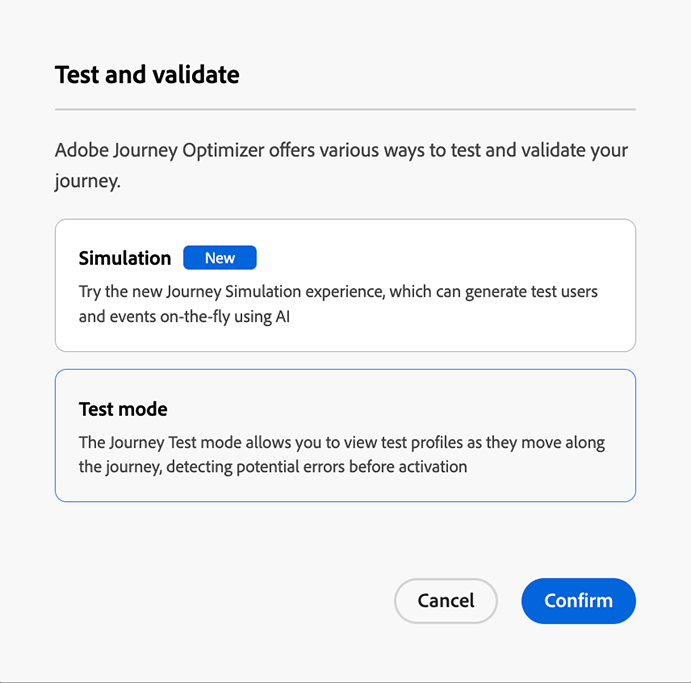 Test and validate
Adobe Journey Optimizer offers various ways to test and validate your
journey.
Simulation New
Try the new Journey Simulation experience, which can generate test users
and events on-the-fly using AI
Test mode
The Journey Test mode allows you to view test profiles as they move along
the journey, detecting potential errors before activation
Cancel Confirm